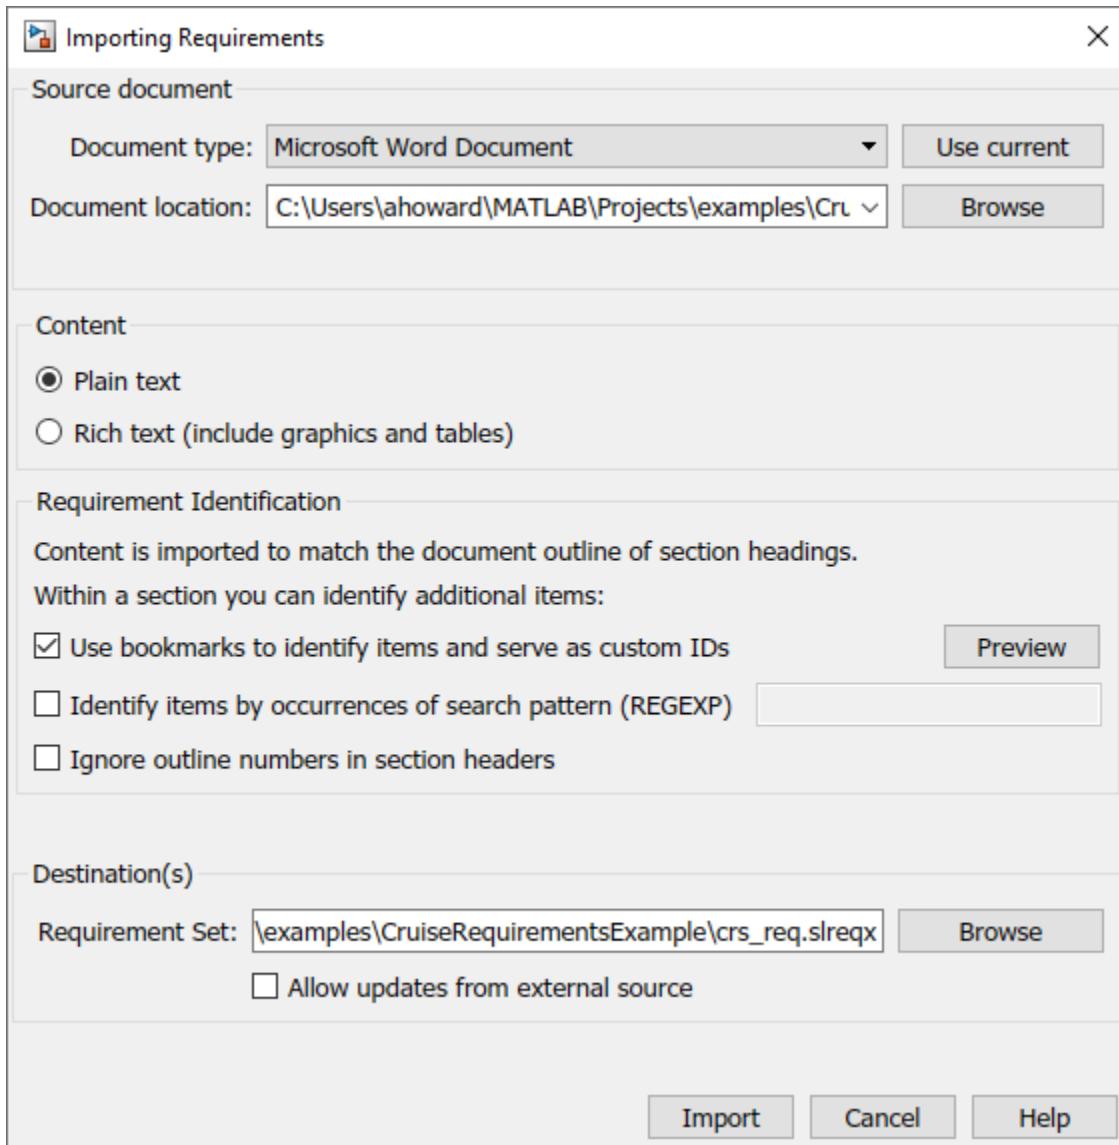 Importing Requirements
Source document
Document type: Microsoft Word Document Use current
Document location: C:\Users\ahoward\MATLAB\Projects\examples\Cru Browse
Content
Plain text
Rich text (include graphics and tables)
Requirement Identification
Content is imported to match the document outline of section headings.
Within a section you can identify additional items:
Use bookmarks to identify items and serve as custom IDs Preview
Identify items by occurrences of search pattern (REGEXP)
Ignore outline numbers in section headers
Destination(s)
Requirement Set: \examples\CruiseRequirementsExample\crs_req.slreqx Browse
Allow updates from external source
Import Cancel Help